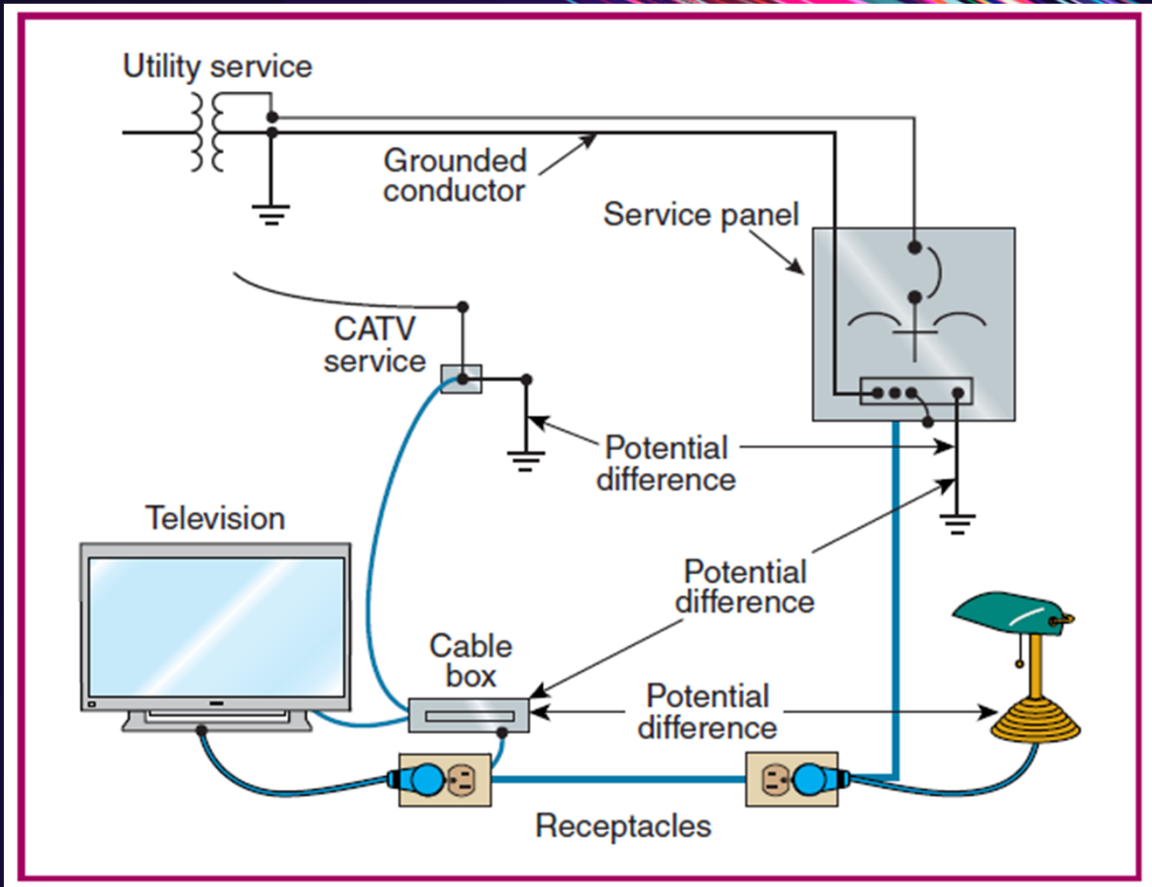 Utility service
Grounded
conductor
Service panel
CATV
service
Potential
difference
Television
Potential
difference
Cable
box
Potential
difference
Receptacles